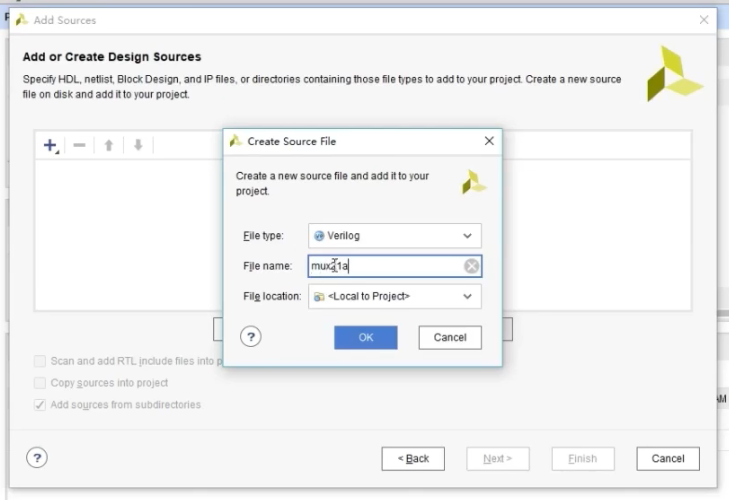 Add Sources
Add or Create Design Sources
Specify HDL, netlist, Block Design, and IP files, or directories containing those file types to add to your project. Create a new source
file on disk and add it to your project.
Create Source File
Create a new source file and add it to your
project.
File type:
Verilog
File name:
File location:
<Local to Project>
?
OK
Cancel
Scan and add RTL include files into p
Copy sources into project
Add sources from subdirectories
AM
?
< Back
Next >
Finish
Cancel